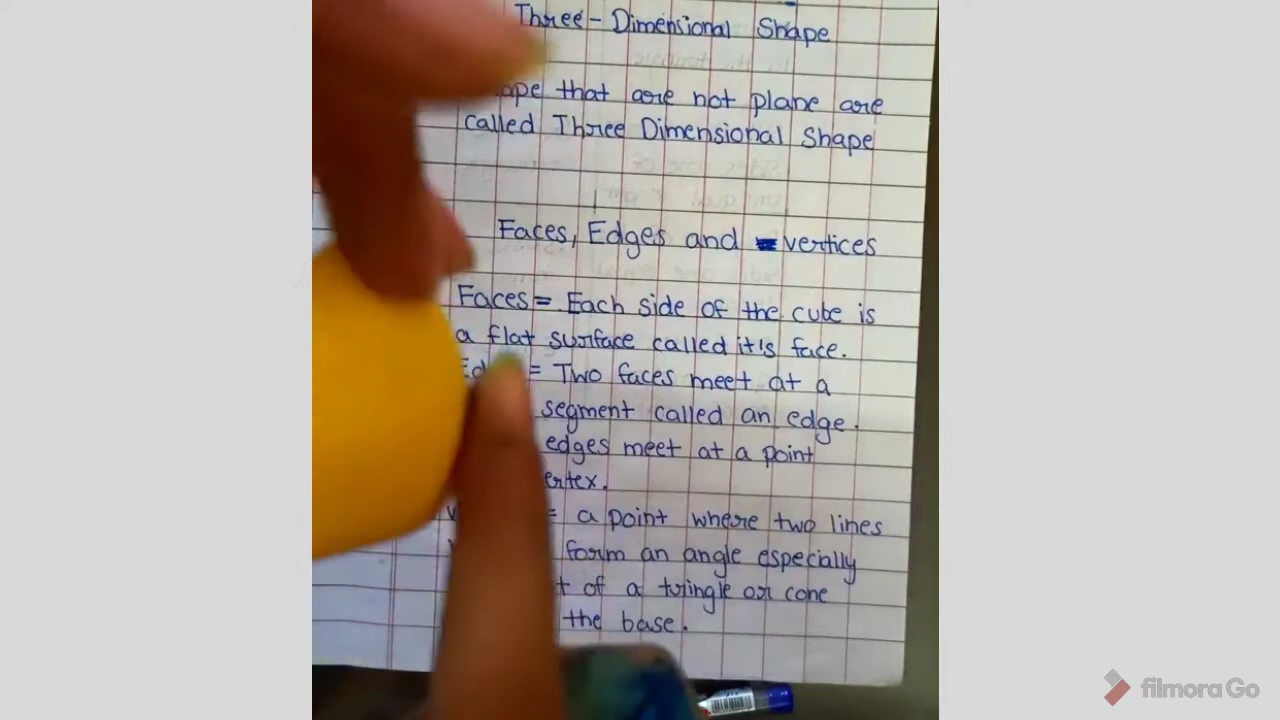 Three - Dimensional Shape
that are not plane are
called Three Dimensional Shape
Faces, Edges and vertices
Faces = Each side of the cube is
a flat surface called it's face.
= Two faces meet at a
segment called an edge.
edges meet at a point
= a point where two lines
form an angle especially
of a tringle or cone
the base.
filmora Go